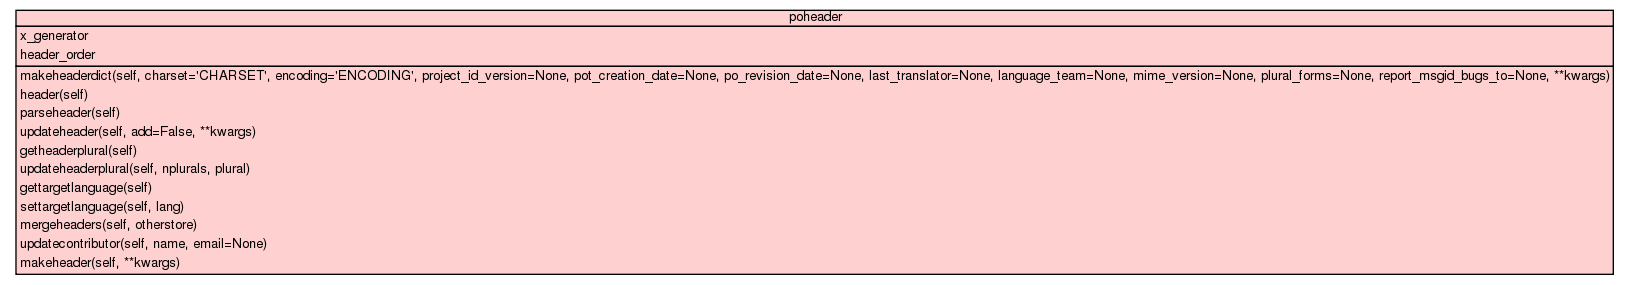 poheader
x_generator
header_order
makeheaderdict(self, charset='CHARSET', encoding='ENCODING', project_id_version=None, pot_creation_date=None, po_revision_date=None, last_translator=None, language_team=None, mime_version=None, plural_forms=None, report_msgid_bugs_to=None, **kwargs)
header(self)
parseheader(self)
updateheader(self, add=False, **kwargs)
getheaderplural(self)
updateheaderplural(self, nplurals, plural)
gettargetlanguage(self)
settargetlanguage(self, lang)
mergeheaders(self, otherstore)
updatecontributor(self, name, email=None)
makeheader(self, **kwargs)